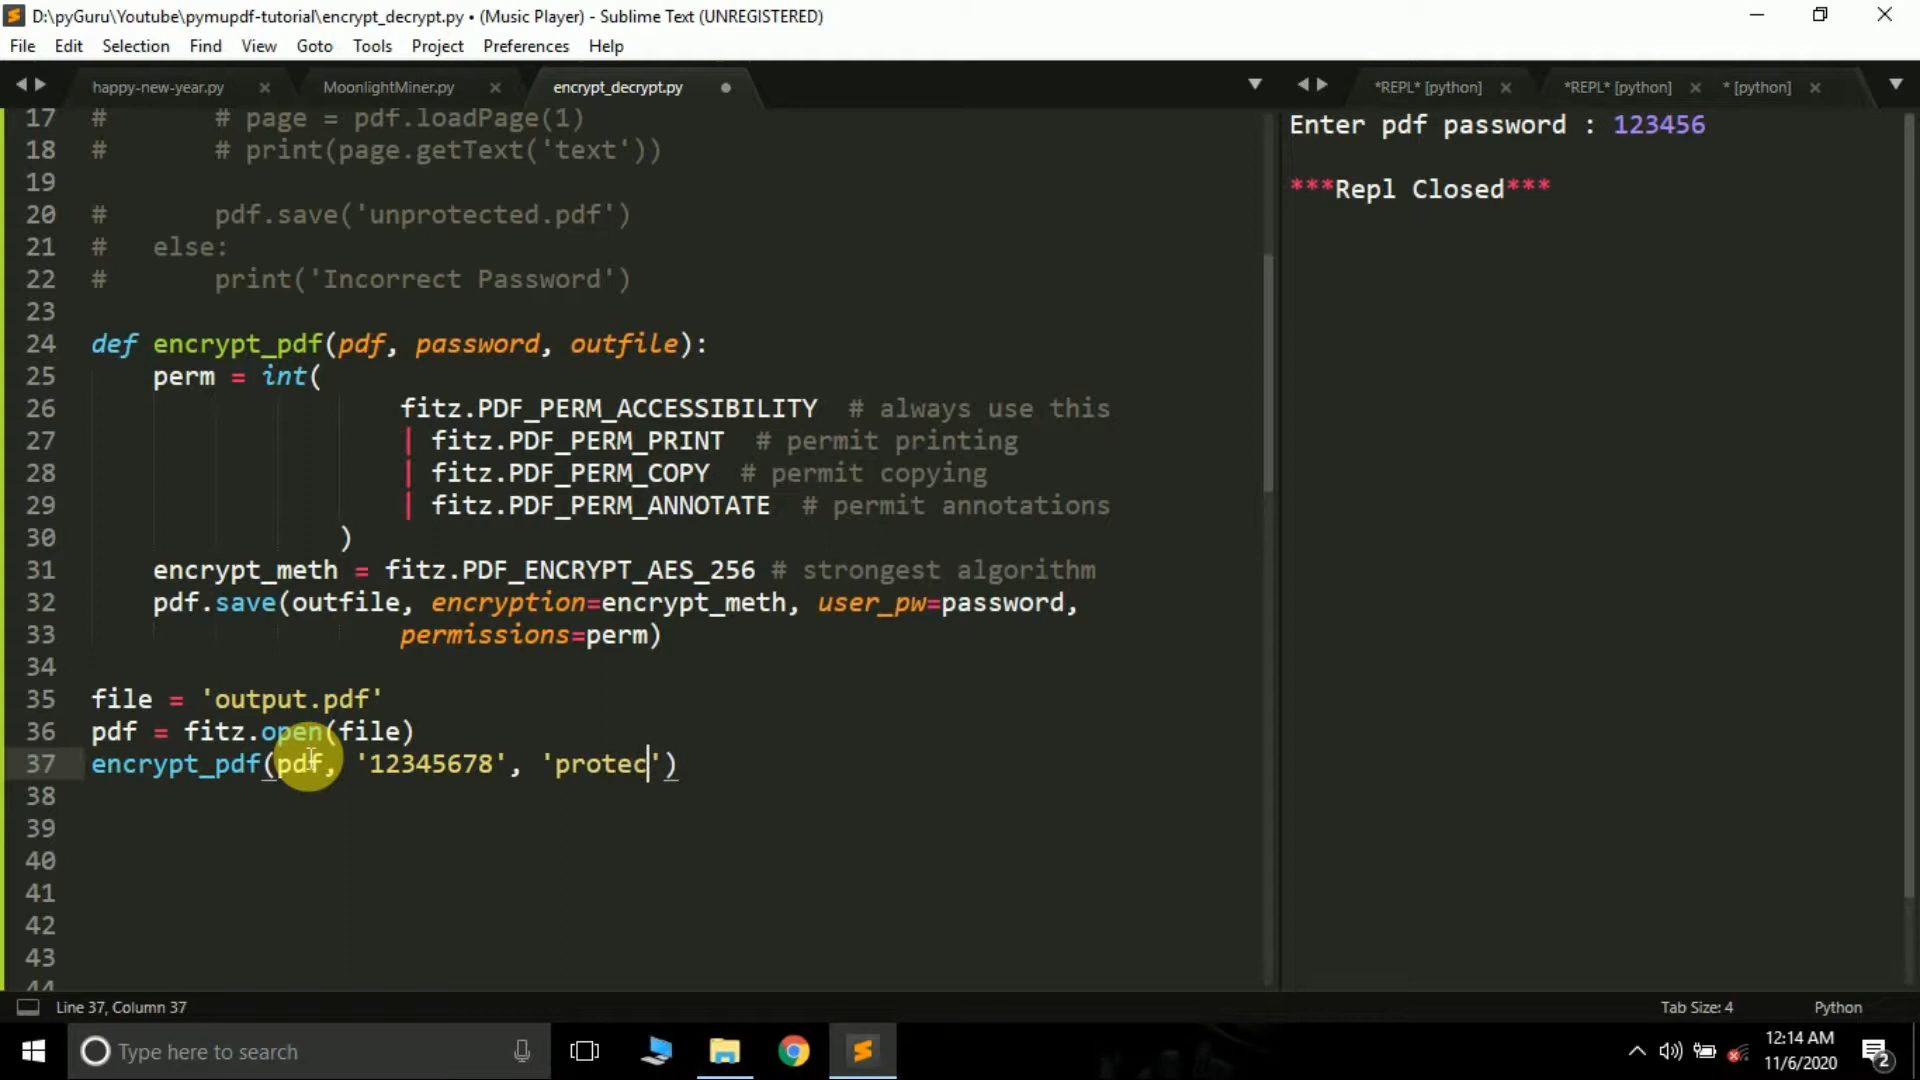 D:\pyGuru\Youtube\pymupdf-tutorial\encrypt_decrypt.py • (Music Player) - Sublime Text (UNREGISTERED)
File Edit Selection Find View Goto Tools Project Preferences Help
happy-new-year.py × MoonlightMiner.py × encrypt_decrypt.py
*REPL* [python] × *REPL* [python] × * [python] ×
17 #       # page = pdf.loadPage(1)
18 #       # print(page.getText('text'))
19
20 #       pdf.save('unprotected.pdf')
21 #   else:
22 #       print('Incorrect Password')
23
24 def encrypt_pdf(pdf, password, outfile):
25     perm = int(
26                     fitz.PDF_PERM_ACCESSIBILITY  # always use this
27                     | fitz.PDF_PERM_PRINT  # permit printing
28                     | fitz.PDF_PERM_COPY  # permit copying
29                     | fitz.PDF_PERM_ANNOTATE  # permit annotations
30                 )
31     encrypt_meth = fitz.PDF_ENCRYPT_AES_256 # strongest algorithm
32     pdf.save(outfile, encryption=encrypt_meth, user_pw=password,
33                     permissions=perm)
34
35 file = 'output.pdf'
36 pdf = fitz.open(file)
37 encrypt_pdf(pdf, '12345678', 'protec')
38
39
40
41
42
43
44
Enter pdf password : 123456
***Repl Closed***
Line 37, Column 37
Tab Size: 4 Python
Type here to search
12:14 AM
11/6/2020
2